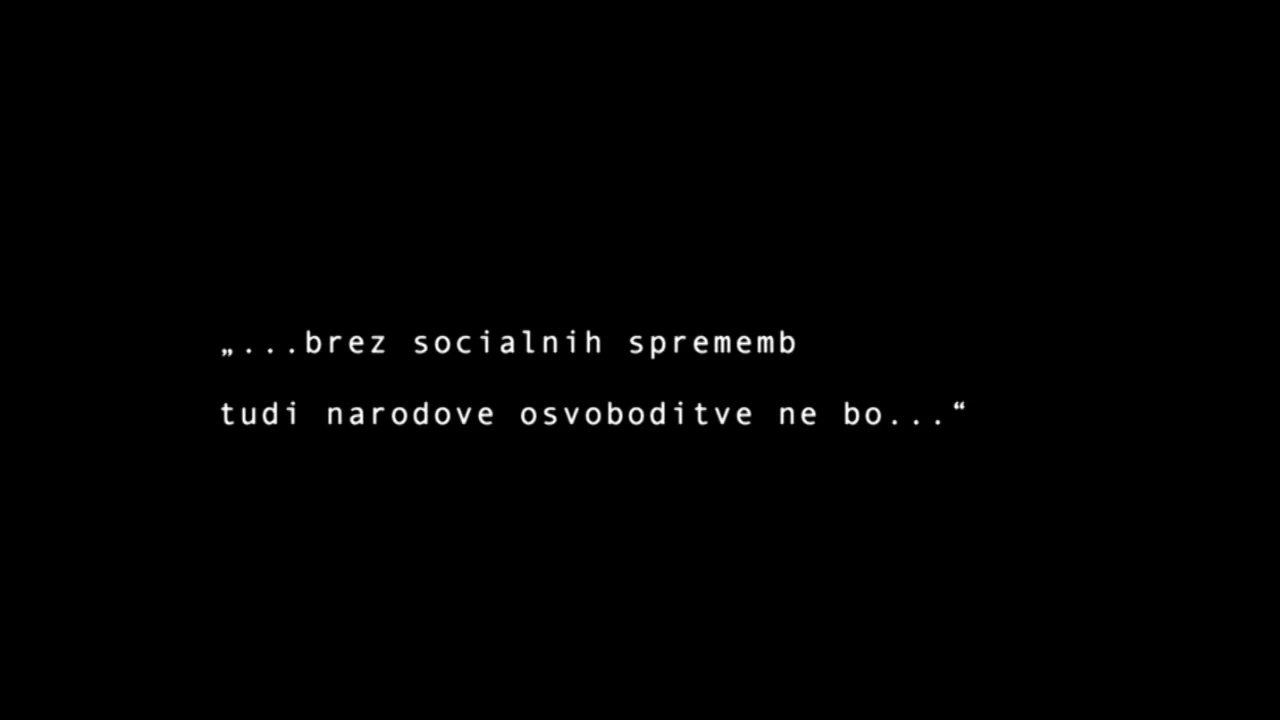 „...brez socialnih sprememb
tudi narodove osvoboditve ne bo...“